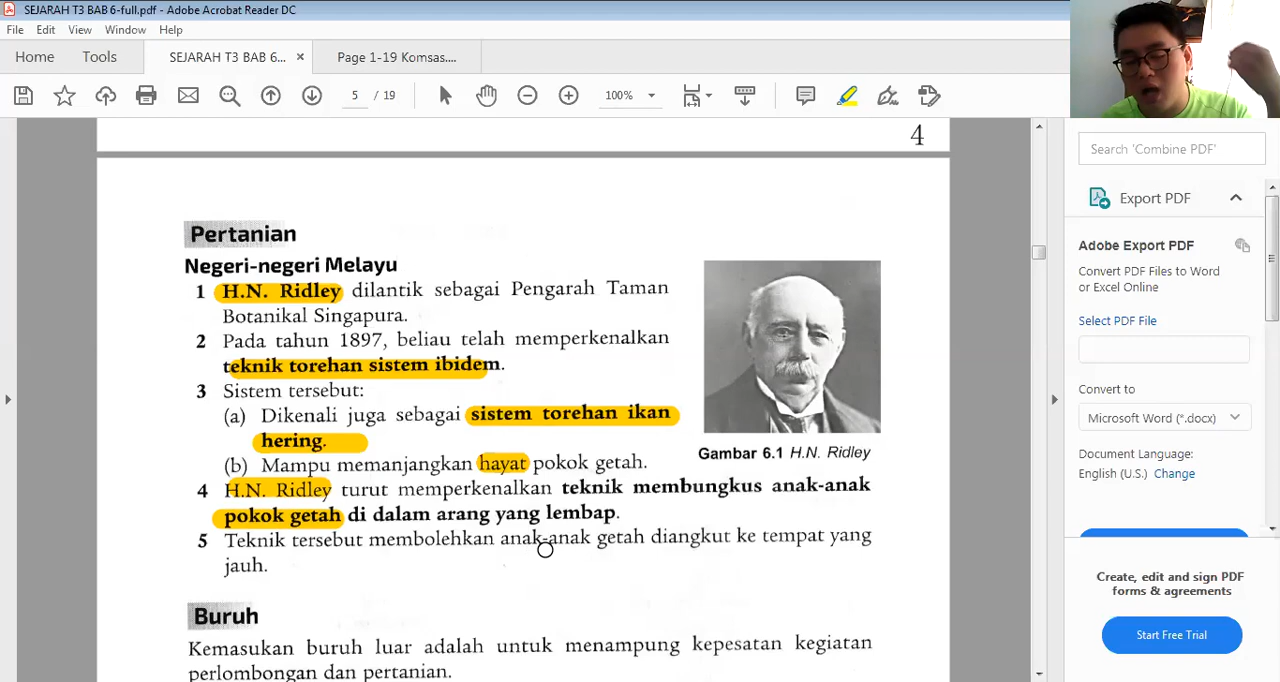 SEJARAH T3 BAB 6-full.pdf - Adobe Acrobat Reader DC
File Edit View Window Help
Home Tools SEJARAH T3 BAB 6... × Page 1-19 Komsas....
5 / 19 100%
4
Pertanian
Negeri-negeri Melayu
1 H.N. Ridley dilantik sebagai Pengarah Taman
Botanikal Singapura.
2 Pada tahun 1897, beliau telah memperkenalkan
teknik torehan sistem ibidem.
3 Sistem tersebut:
(a) Dikenali juga sebagai sistem torehan ikan
hering.
(b) Mampu memanjangkan hayat pokok getah.
4 H.N. Ridley turut memperkenalkan teknik membungkus anak-anak
pokok getah di dalam arang yang lembap.
5 Teknik tersebut membolehkan anak-anak getah diangkut ke tempat yang
jauh.
Gambar 6.1 H.N. Ridley
Buruh
Kemasukan buruh luar adalah untuk menampung kepesatan kegiatan
perlombongan dan pertanian.
Search 'Combine PDF'
Export PDF
Adobe Export PDF
Convert PDF Files to Word
or Excel Online
Select PDF File
Convert to
Microsoft Word (*.docx)
Document Language:
English (U.S.) Change
Create, edit and sign PDF
forms & agreements
Start Free Trial